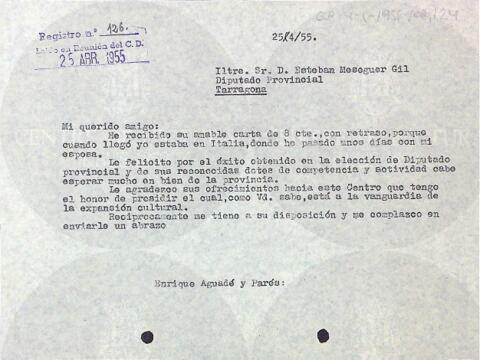 Registro n.º 126.
Leído en Reunión del C.D.
25 ABR. 1955
25/4/55.
Iltre. Sr. D. Esteban Meseguer Gil
Diputado Provincial
Tarragona
Mi querido amigo:
He recibido su amable carta de 8 cte.,con retraso,porque
cuando llegó yo estaba en Italia,donde he pasado unos días con mi
esposa.
Le felicito por el éxito obtenido en la elección de Diputado
provincial y de sus reconocidas dotes de competencia y actividad cabe
esperar mucho en bien de la provincia.
Le agradezco sus ofrecimientos hacia este Centro que tengo
el honor de presidir el cual,como Vd. sabe,está a la vanguardia de
la expansión cultural.
Reciprocamente me tiene a su disposición y me complazco en
enviarle un abrazo
Enrique Aguadé y Parés: